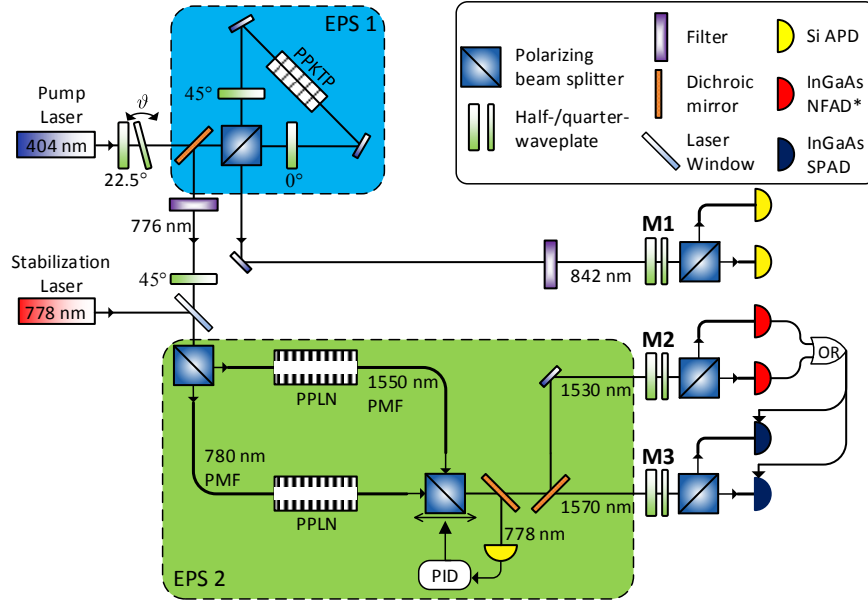 EPS 1
PPKTP
45°
0°
Pump
Laser
404 nm
ϑ
22.5°
776 nm
Stabilization
Laser
778 nm
45°
842 nm
M1
Polarizing
beam splitter
Half-/quarter-
waveplate
Filter
Dichroic
mirror
Laser
Window
Si APD
InGaAs
NFAD*
InGaAs
SPAD
PPLN
1550 nm
PMF
780 nm
PMF
PPLN
778 nm
PID
EPS 2
1530 nm
M2
OR
1570 nm
M3